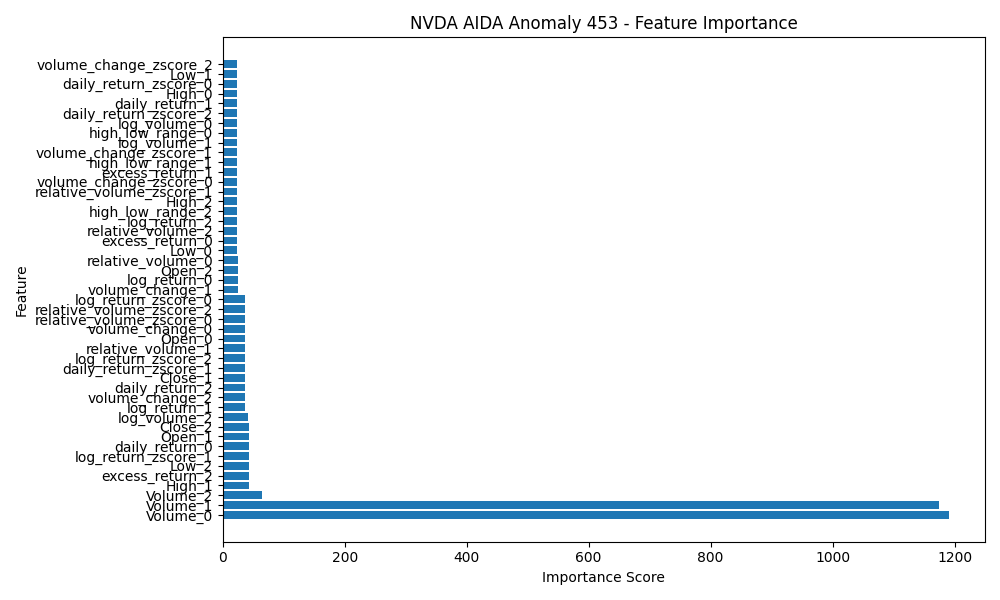 NVDA AIDA Anomaly 453 - Feature Importance
volume_change_zscore_2
Low_1
daily_return_zscore_0
High_0
daily_return_1
daily_return_zscore_2
log_volume_0
high_low_range_0
log_volume_1
volume_change_zscore_1
high_low_range_1
excess_return_1
volume_change_zscore_0
relative_volume_zscore_1
High_2
high_low_range_2
log_return_2
relative_volume_2
excess_return_0
Low_0
relative_volume_0
Open_2
log_return_0
volume_change_1
log_return_zscore_0
relative_volume_zscore_2
relative_volume_zscore_0
volume_change_0
Open_0
relative_volume_1
log_return_zscore_2
daily_return_zscore_1
Close_1
daily_return_2
volume_change_2
log_return_1
log_volume_2
Close_2
Open_1
daily_return_0
log_return_zscore_1
Low_2
excess_return_2
High_1
Volume_2
Volume_1
Volume_0
Feature
0 200 400 600 800 1000 1200
Importance Score